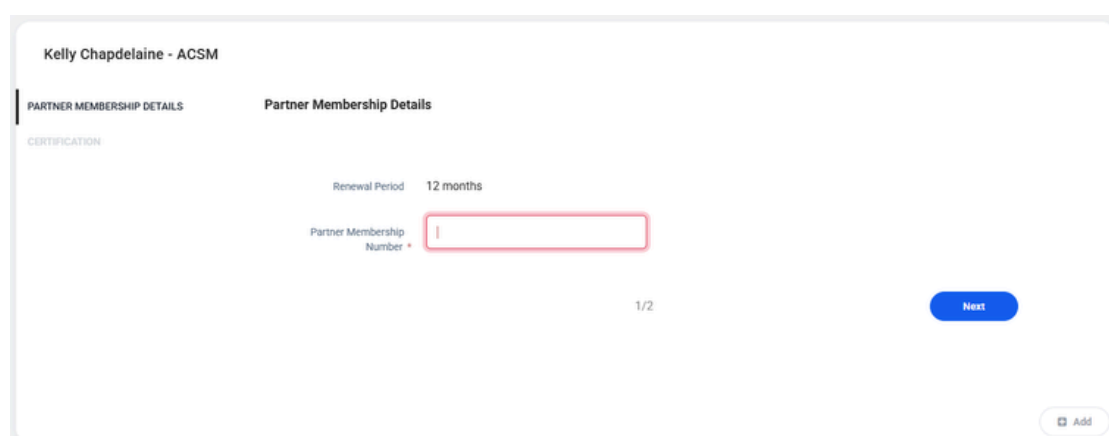 Kelly Chapdelaine - ACSM
PARTNER MEMBERSHIP DETAILS
CERTIFICATION
Partner Membership Details
Renewal Period 12 months
Partner Membership
Number *
1/2
Next
Add